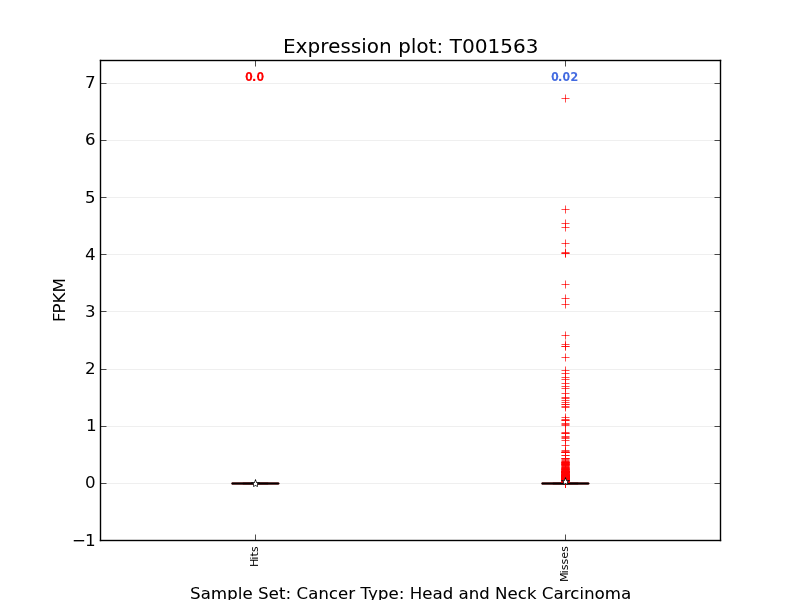 Expression plot: T001563
0.0
0.02
7
6
5
4
3
2
1
0
−1
FPKM
Hits
Misses
Sample Set: Cancer Type: Head and Neck Carcinoma